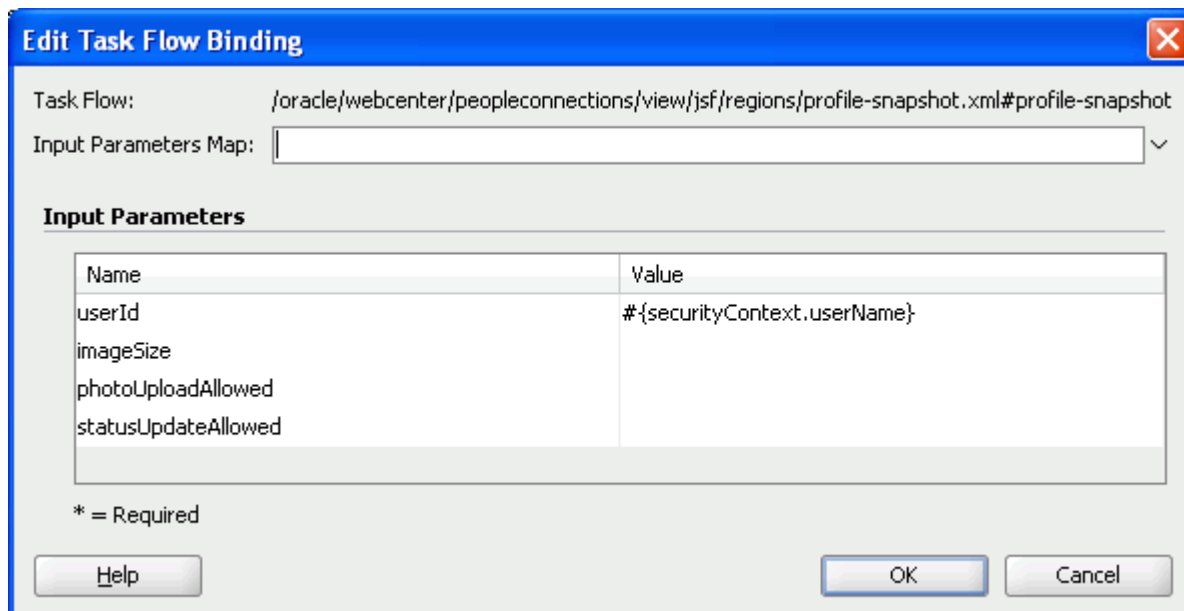 Edit Task Flow Binding
Task Flow: /oracle/webcenter/peopleconnections/view/jsf/regions/profile-snapshot.xml#profile-snapshot
Input Parameters Map:
Input Parameters
Name Value
userId #{securityContext.userName}
imageSize
photoUploadAllowed
statusUpdateAllowed
* = Required
Help OK Cancel